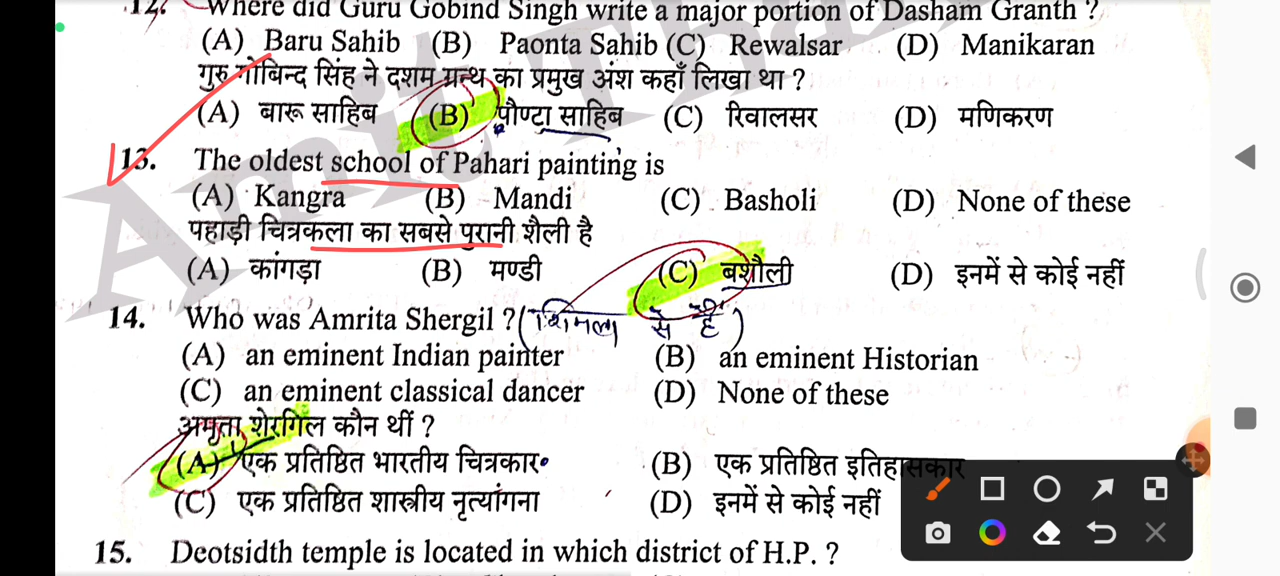 12. Where did Guru Gobind Singh write a major portion of Dasham Granth ?
(A) Baru Sahib (B) Paonta Sahib (C) Rewalsar (D) Manikaran
गुरु गोबिन्द सिंह ने दशम ग्रन्थ का प्रमुख अंश कहाँ लिखा था ?
(A) बारू साहिब (B) पौण्टा साहिब (C) रिवालसर (D) मणिकरण
13. The oldest school of Pahari painting is
(A) Kangra (B) Mandi (C) Basholi (D) None of these
पहाड़ी चित्रकला का सबसे पुरानी शैली है
(A) कांगड़ा (B) मण्डी (C) बशौली (D) इनमें से कोई नहीं
14. Who was Amrita Shergil ? (शिमला से हैं)
(A) an eminent Indian painter (B) an eminent Historian
(C) an eminent classical dancer (D) None of these
अमृता शेरगिल कौन थीं ?
(A) एक प्रतिष्ठित भारतीय चित्रकार (B) एक प्रतिष्ठित इतिहासकार
(C) एक प्रतिष्ठित शास्त्रीय नृत्यांगना (D) इनमें से कोई नहीं
15. Deotsidth temple is located in which district of H.P. ?